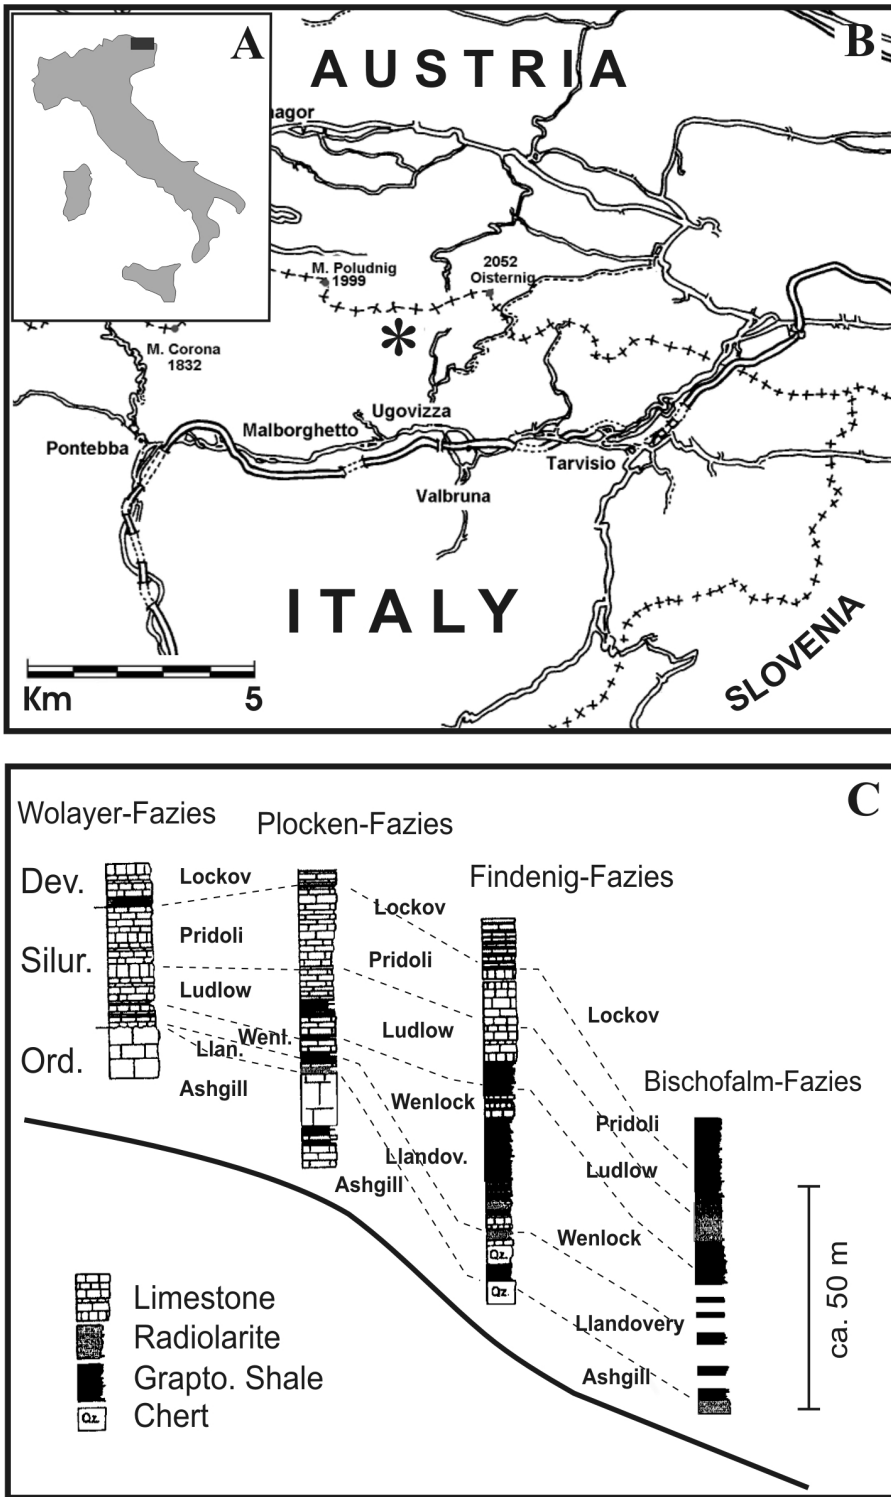 A
B
AUSTRIA
nagor
M. Poludnig
1999
2052
Oisternig
M. Corona
1832
Ugovizza
Malborghetto
Pontebba
Tarvisio
Valbruna
ITALY
SLOVENIA
Km 5
C
Wolayer-Fazies
Plocken-Fazies
Findenig-Fazies
Bischofalm-Fazies
Dev.
Silur.
Ord.
Lockov
Pridoli
Ludlow
Wenl.
Llan.
Ashgill
Lockov
Pridoli
Ludlow
Wenlock
Llandov.
Ashgill
Qz.
Qz.
Lockov
Pridoli
Ludlow
Wenlock
Llandovery
Ashgill
ca. 50 m
Limestone
Radiolarite
Grapto. Shale
Qz. Chert